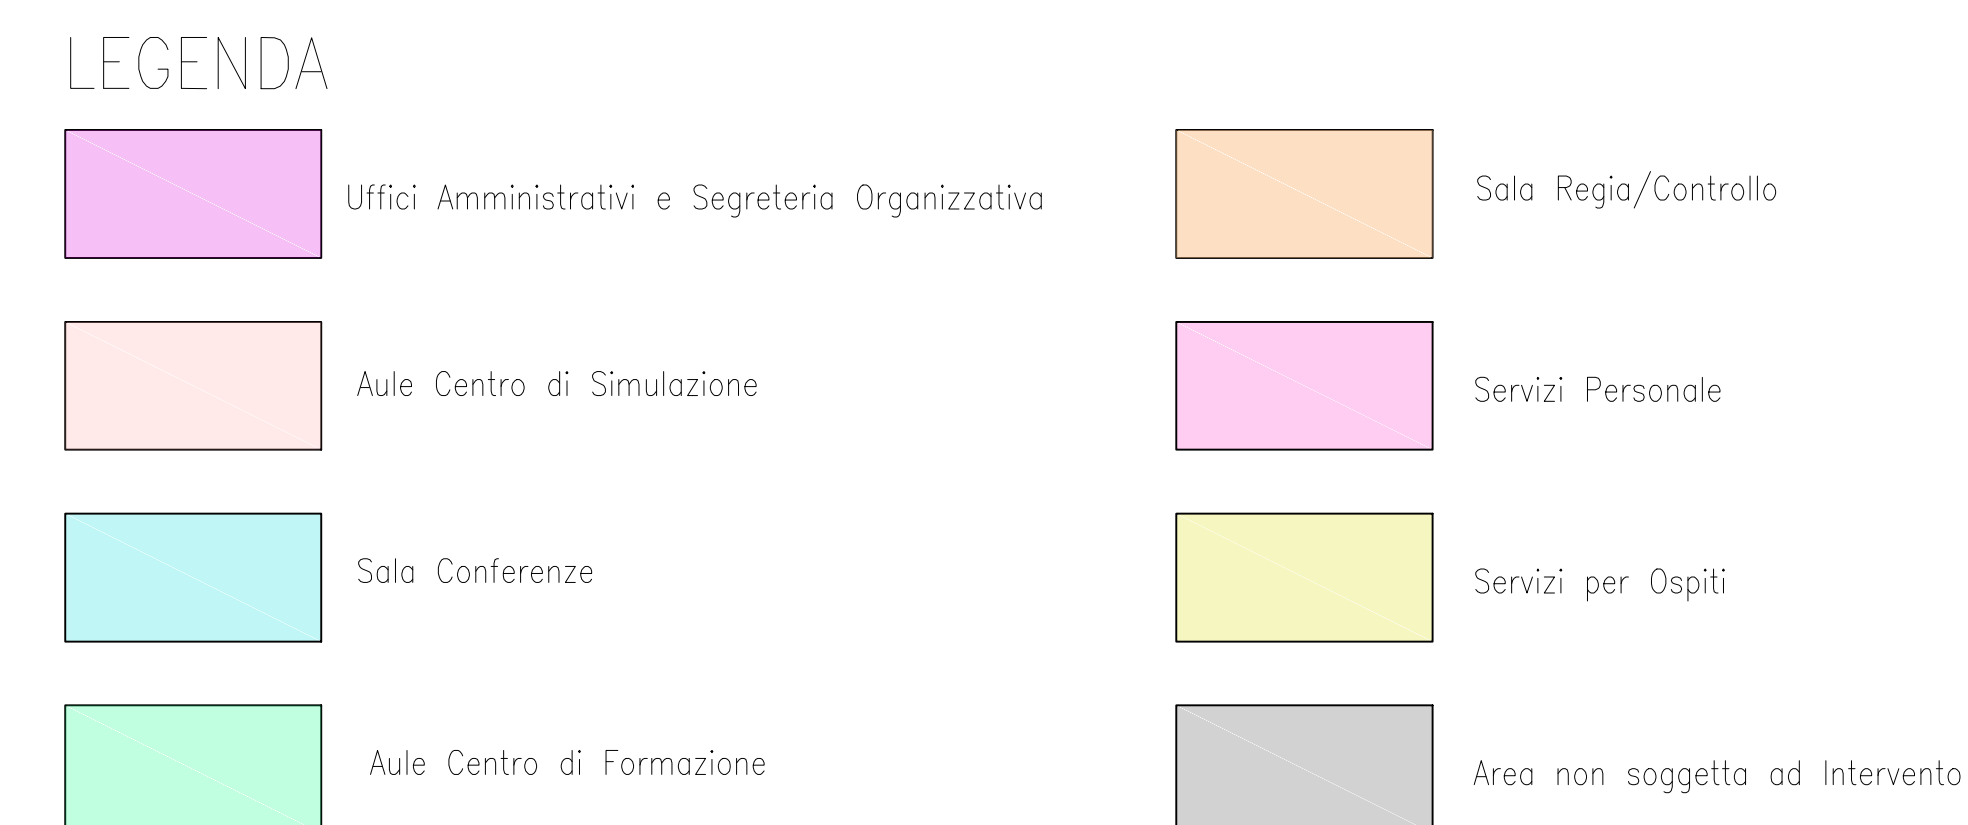 LEGENDA
Uffici Amministrativi e Segreteria Organizzativa
Aule Centro di Simulazione
Sala Conferenze
Aule Centro di Formazione
Sala Regia/Controllo
Servizi Personale
Servizi per Ospiti
Area non soggetta ad Intervento